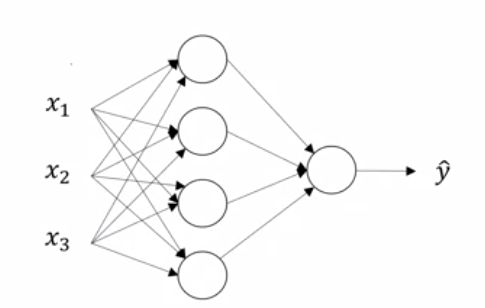 x₁
x₂
ŷ
x₃